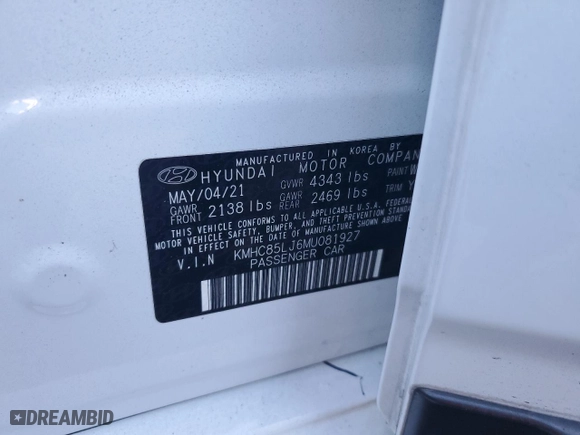 MANUFACTURED IN KOREA BY
HYUNDAI MOTOR COMPAN
MAY/04/21 GVWR 4343 lbs PAINT W
GAWR FRONT 2138 lbs GAWR REAR 2469 lbs TRIM Y
THIS VEHICLE CONFORMS TO ALL APPLICABLE U.S.A. FEDERAL
MOTOR VEHICLE SAFETY, BUMPER, AND THEFT PREVENTION
STANDARDS IN EFFECT ON THE DATE OF MANUFACTURE SHOWN ABOVE
V.I.N KMHC85LJ6MU081927
PASSENGER CAR
DREAMBID